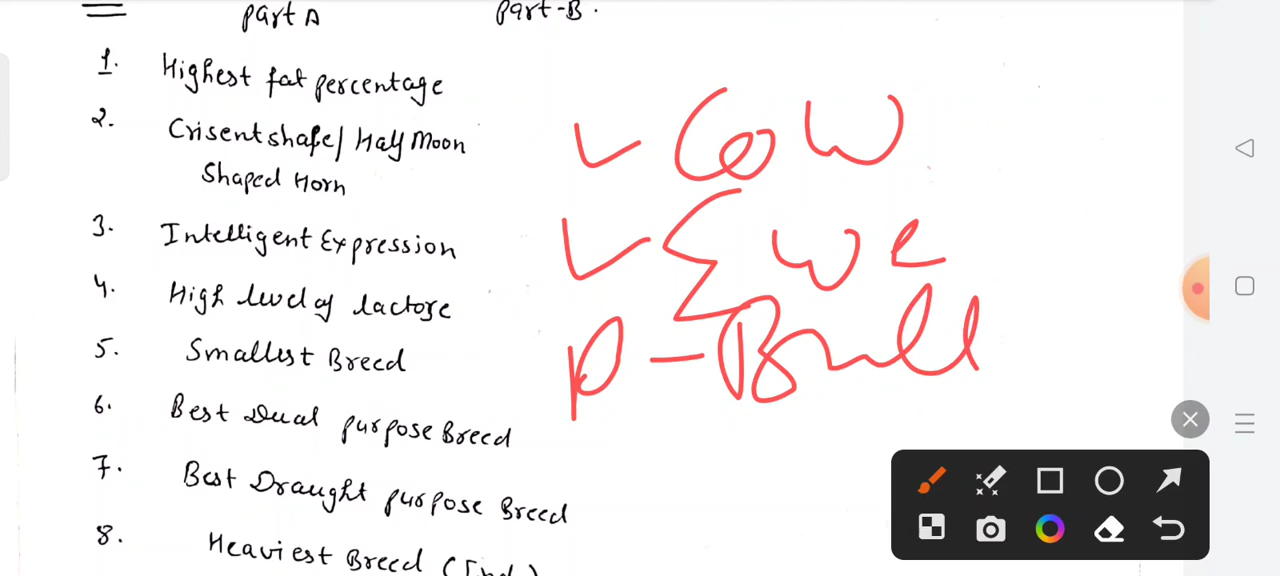 Part A Part-B.
1. Highest fat percentage
2. Crisentshape/ Half Moon
Shaped Horn
3. Intelligent Expression
4. High level of lactose
5. Smallest Breed
6. Best Dual purpose Breed
7. Best Draught purpose Breed
8. Heaviest Breed (Ind)
Cow
Ewe
P-Bull